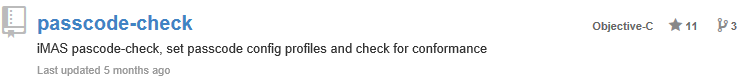 passcode-check
Objective-C 11 3
iMAS pascode-check, set passcode config profiles and check for conformance
Last updated 5 months ago